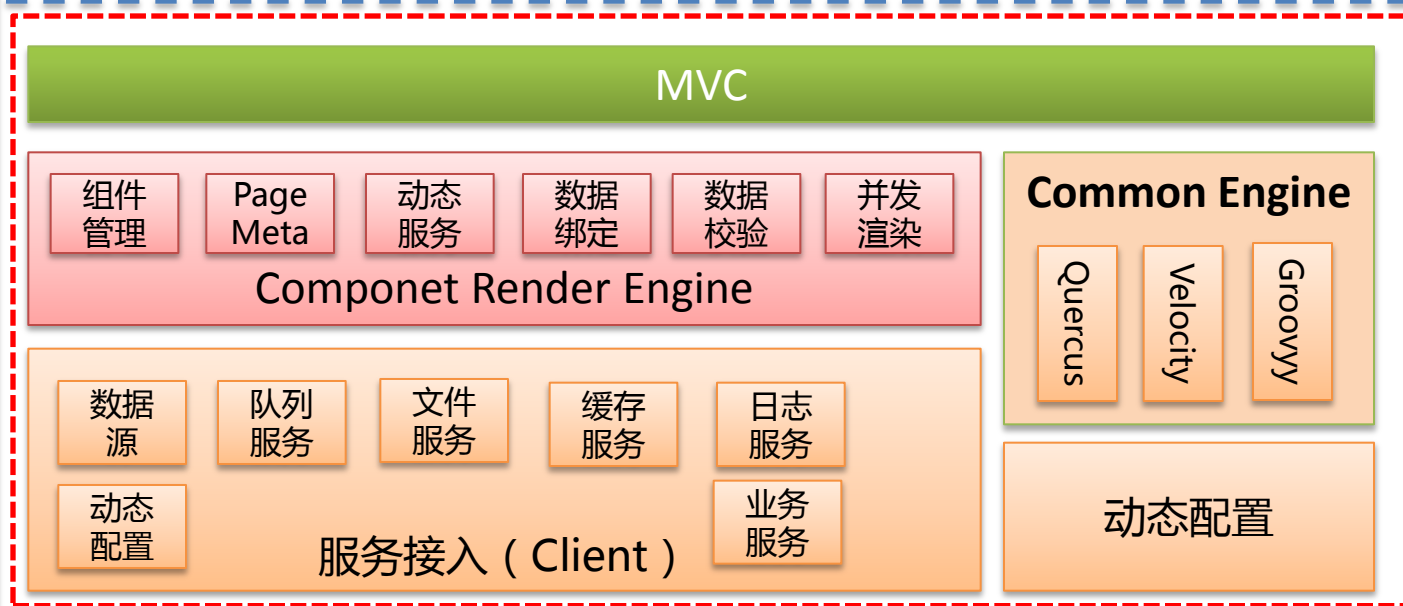 MVC
组件
管理
Page
Meta
动态
服务
数据
绑定
数据
校验
并发
渲染
Componet Render Engine
Common Engine
Quercus
Velocity
Groovyy
数据
源
队列
服务
文件
服务
缓存
服务
日志
服务
动态
配置
业务
服务
服务接入（Client）
动态配置